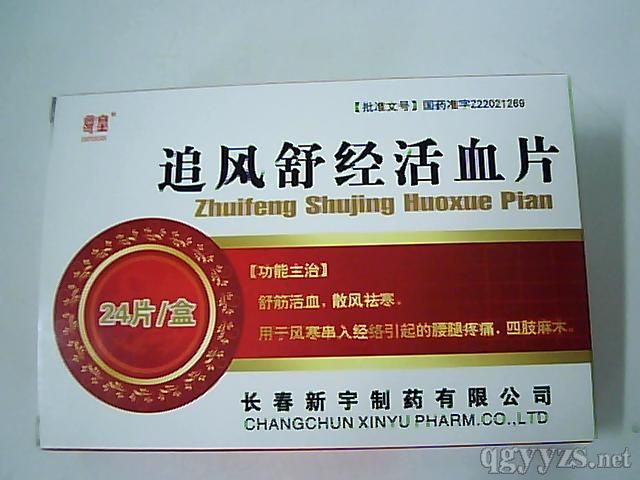 尊皇®
【批准文号】国药准字Z22021269
追风舒经活血片
Zhuifeng Shujing Huoxue Pian
【功能主治】
舒筋活血，散风祛寒。
用于风寒串入经络引起的腰腿疼痛，四肢麻木。
24片/盒
长春新宇制药有限公司
CHANGCHUN XINYU PHARM.CO.,LTD
qgyyzs.net